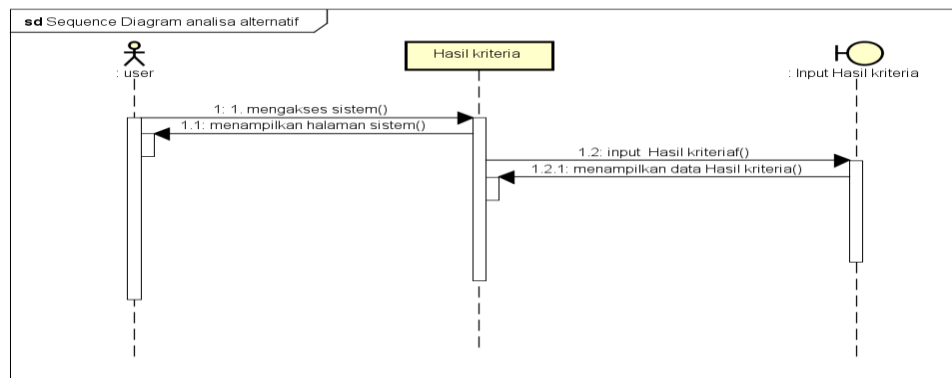 sd Sequence Diagram analisa alternatif
: user
Hasil kriteria
: Input Hasil kriteria
1: 1. mengakses sistem()
1.1: menampilkan halaman sistem()
1.2: input Hasil kriteriaf()
1.2.1: menampilkan data Hasil kriteria()